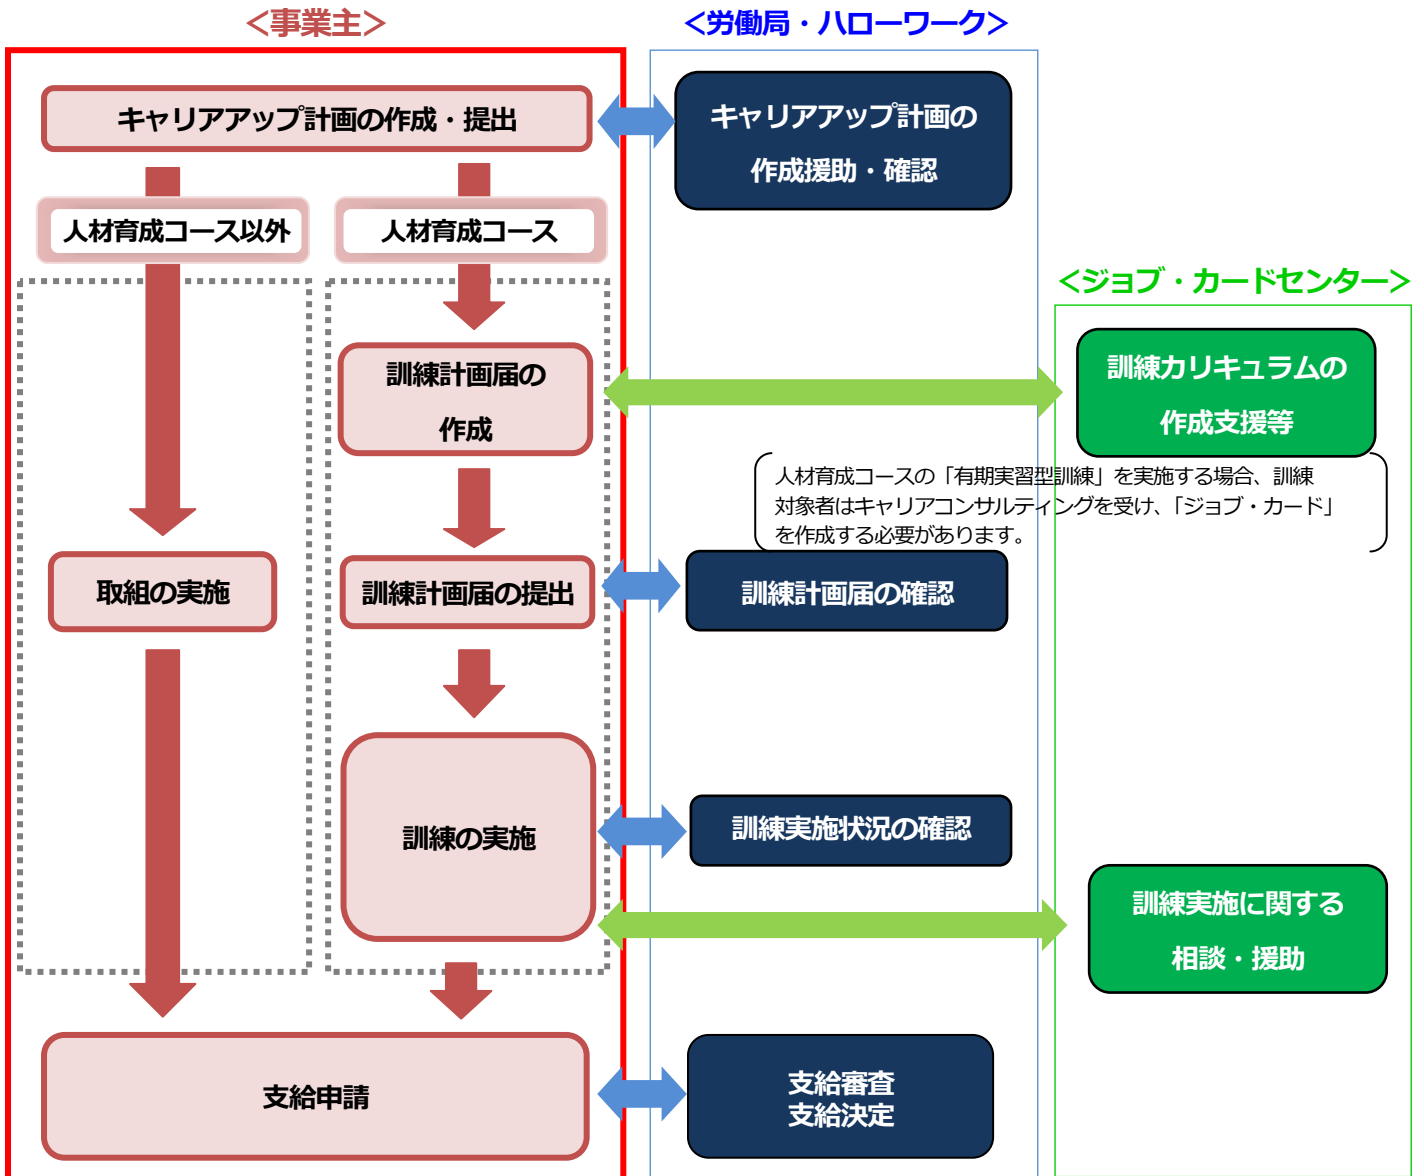 <事業主>
<労働局・ハローワーク>
キャリアアップ計画の作成・提出
キャリアアップ計画の
作成援助・確認
人材育成コース以外
人材育成コース
<ジョブ・カードセンター>
訓練計画届の
作成
訓練カリキュラムの
作成支援等
人材育成コースの「有期実習型訓練」を実施する場合、訓練
対象者はキャリアコンサルティングを受け、「ジョブ・カード」
を作成する必要があります。
取組の実施
訓練計画届の提出
訓練計画届の確認
訓練の実施
訓練実施状況の確認
訓練実施に関する
相談・援助
支給申請
支給審査
支給決定